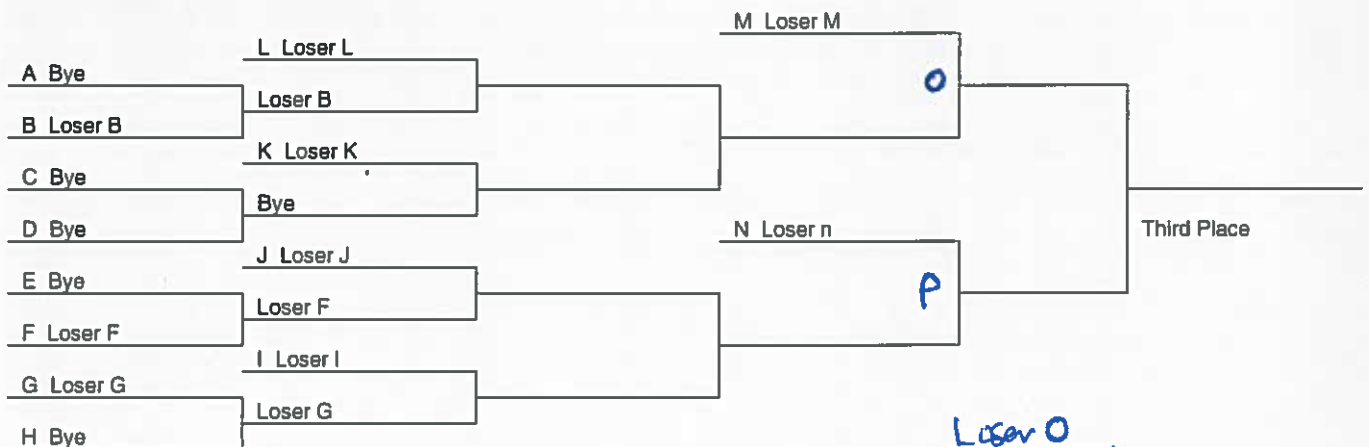 M Loser M
L Loser L
A Bye
O
Loser B
B Loser B
K Loser K
C Bye
Bye
D Bye
N Loser n
Third Place
J Loser J
E Bye
P
Loser F
F Loser F
I Loser I
G Loser G
Loser G
H Bye
Loser O